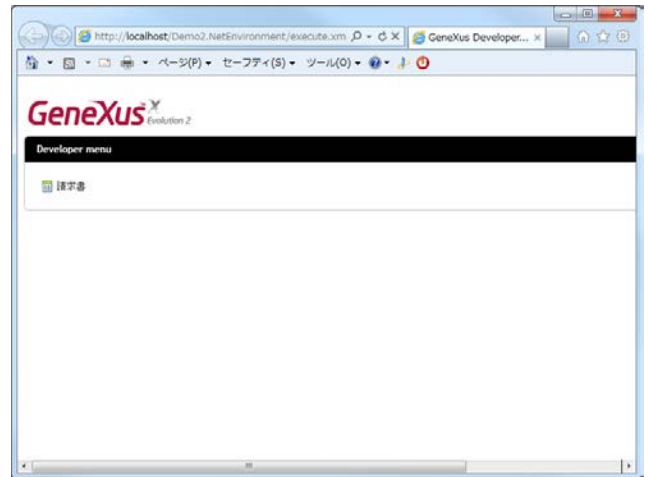 http://localhost/Demo2.NetEnvironment/execute.xm
GeneXus Developer...
ページ(P) セーフティ(S) ツール(O)
GeneXus X
Evolution 2
Developer menu
請求書